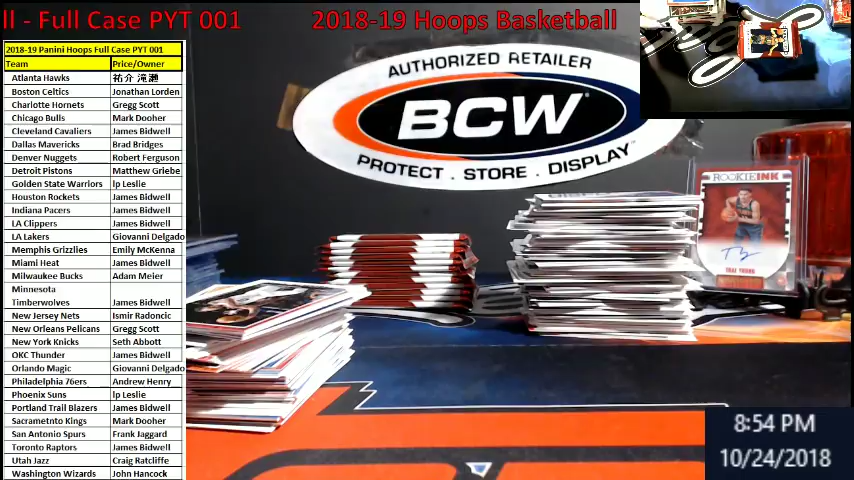 ll - Full Case PYT 001 2018-19 Hoops Basketball
2018-19 Panini Hoops Full Case PYT 001
Team Price/Owner
Atlanta Hawks 祐介 滝瀬
Boston Celtics Jonathan Lorden
Charlotte Hornets Gregg Scott
Chicago Bulls Mark Dooher
Cleveland Cavaliers James Bidwell
Dallas Mavericks Brad Bridges
Denver Nuggets Robert Ferguson
Detroit Pistons Matthew Griebe
Golden State Warriors lp Leslie
Houston Rockets James Bidwell
Indiana Pacers James Bidwell
LA Clippers James Bidwell
LA Lakers Giovanni Delgado
Memphis Grizzlies Emily McKenna
Miami Heat James Bidwell
Milwaukee Bucks Adam Meier
Minnesota
Timberwolves James Bidwell
New Jersey Nets Ismir Radoncic
New Orleans Pelicans Gregg Scott
New York Knicks Seth Abbott
OKC Thunder James Bidwell
Orlando Magic Giovanni Delgado
Philadelphia 76ers Andrew Henry
Phoenix Suns lp Leslie
Portland Trail Blazers James Bidwell
Sacrametnto Kings Mark Dooher
San Antonio Spurs Frank Jaggard
Toronto Raptors James Bidwell
Utah Jazz Craig Ratcliffe
Washington Wizards John Hancock
AUTHORIZED RETAILER
BCW
PROTECT . STORE . DISPLAY
ROOKIE INK
TRAE YOUNG
8:54 PM
10/24/2018